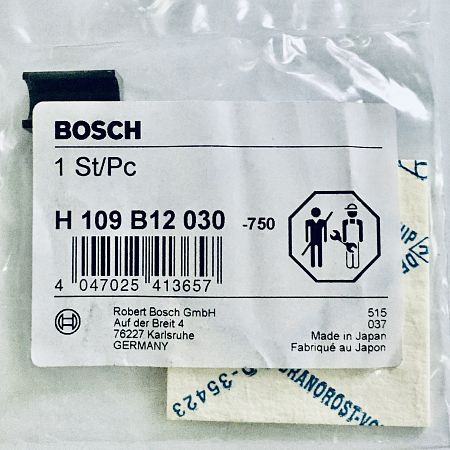 BOSCH
1 St/Pc
H 109 B12 030 -750
4 047025 413657
Robert Bosch GmbH
Auf der Breit 4
76227 Karlsruhe
GERMANY
515
037
Made in Japan
Fabriqué au Japon
-35423